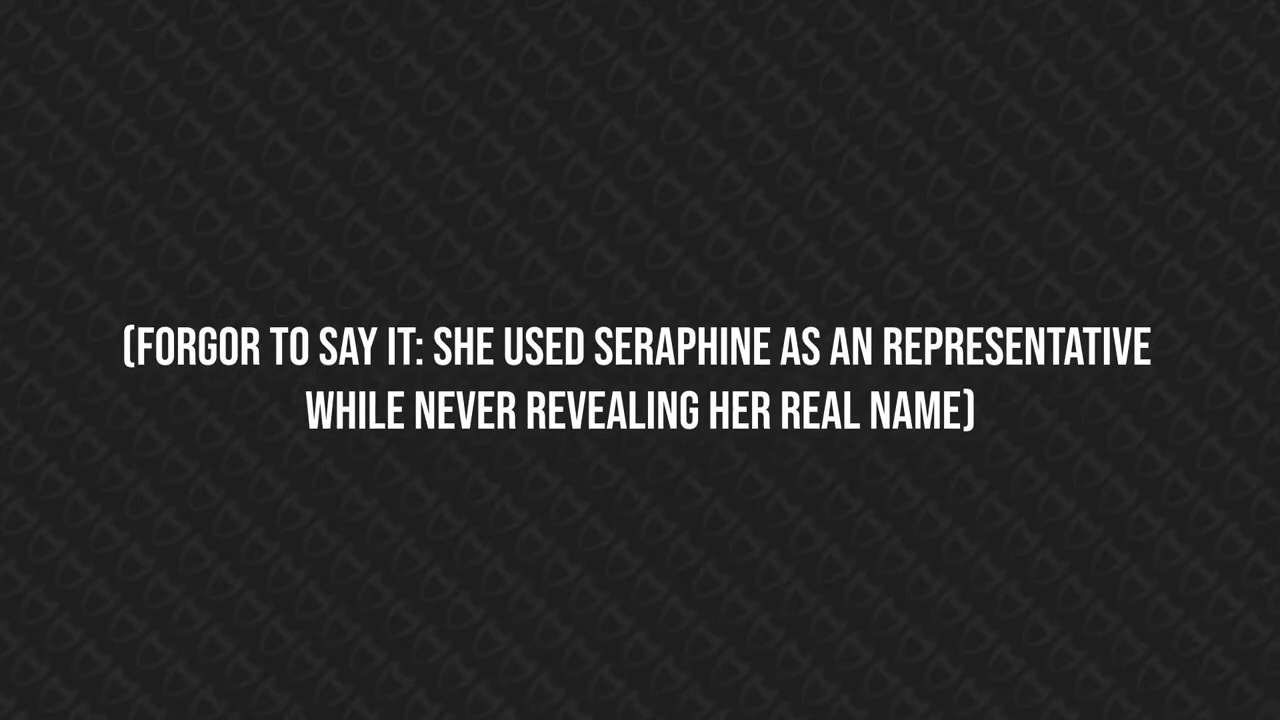 (FORGOR TO SAY IT: SHE USED SERAPHINE AS AN REPRESENTATIVE
WHILE NEVER REVEALING HER REAL NAME)